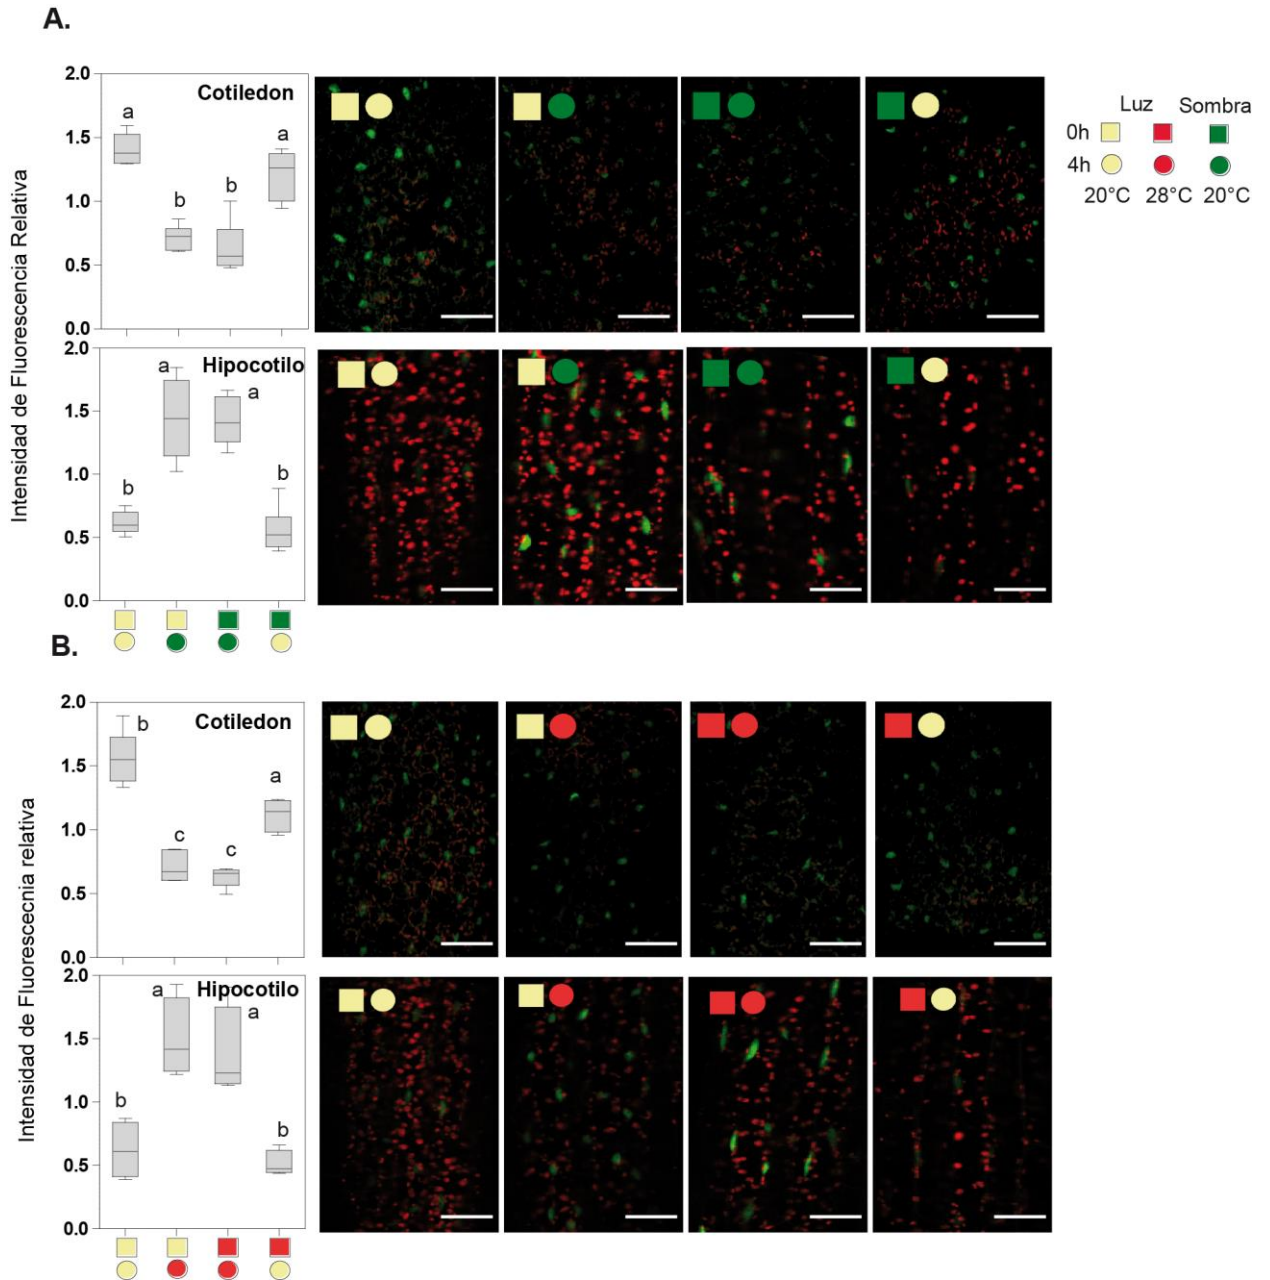 A.
Cotiledon
2.0
1.5
1.0
0.5
0.0
a
b
b
a
Luz Sombra
0h
4h
20°C 28°C 20°C
Intensidad de Fluorescencia Relativa
Hipocotilo
2.0
1.5
1.0
0.5
0.0
b
a
a
b
B.
Cotiledon
2.0
1.5
1.0
0.5
0.0
b
c
c
a
Intensidad de Fluoresecnia relativa
Hipocotilo
2.0
1.5
1.0
0.5
0.0
b
a
a
b